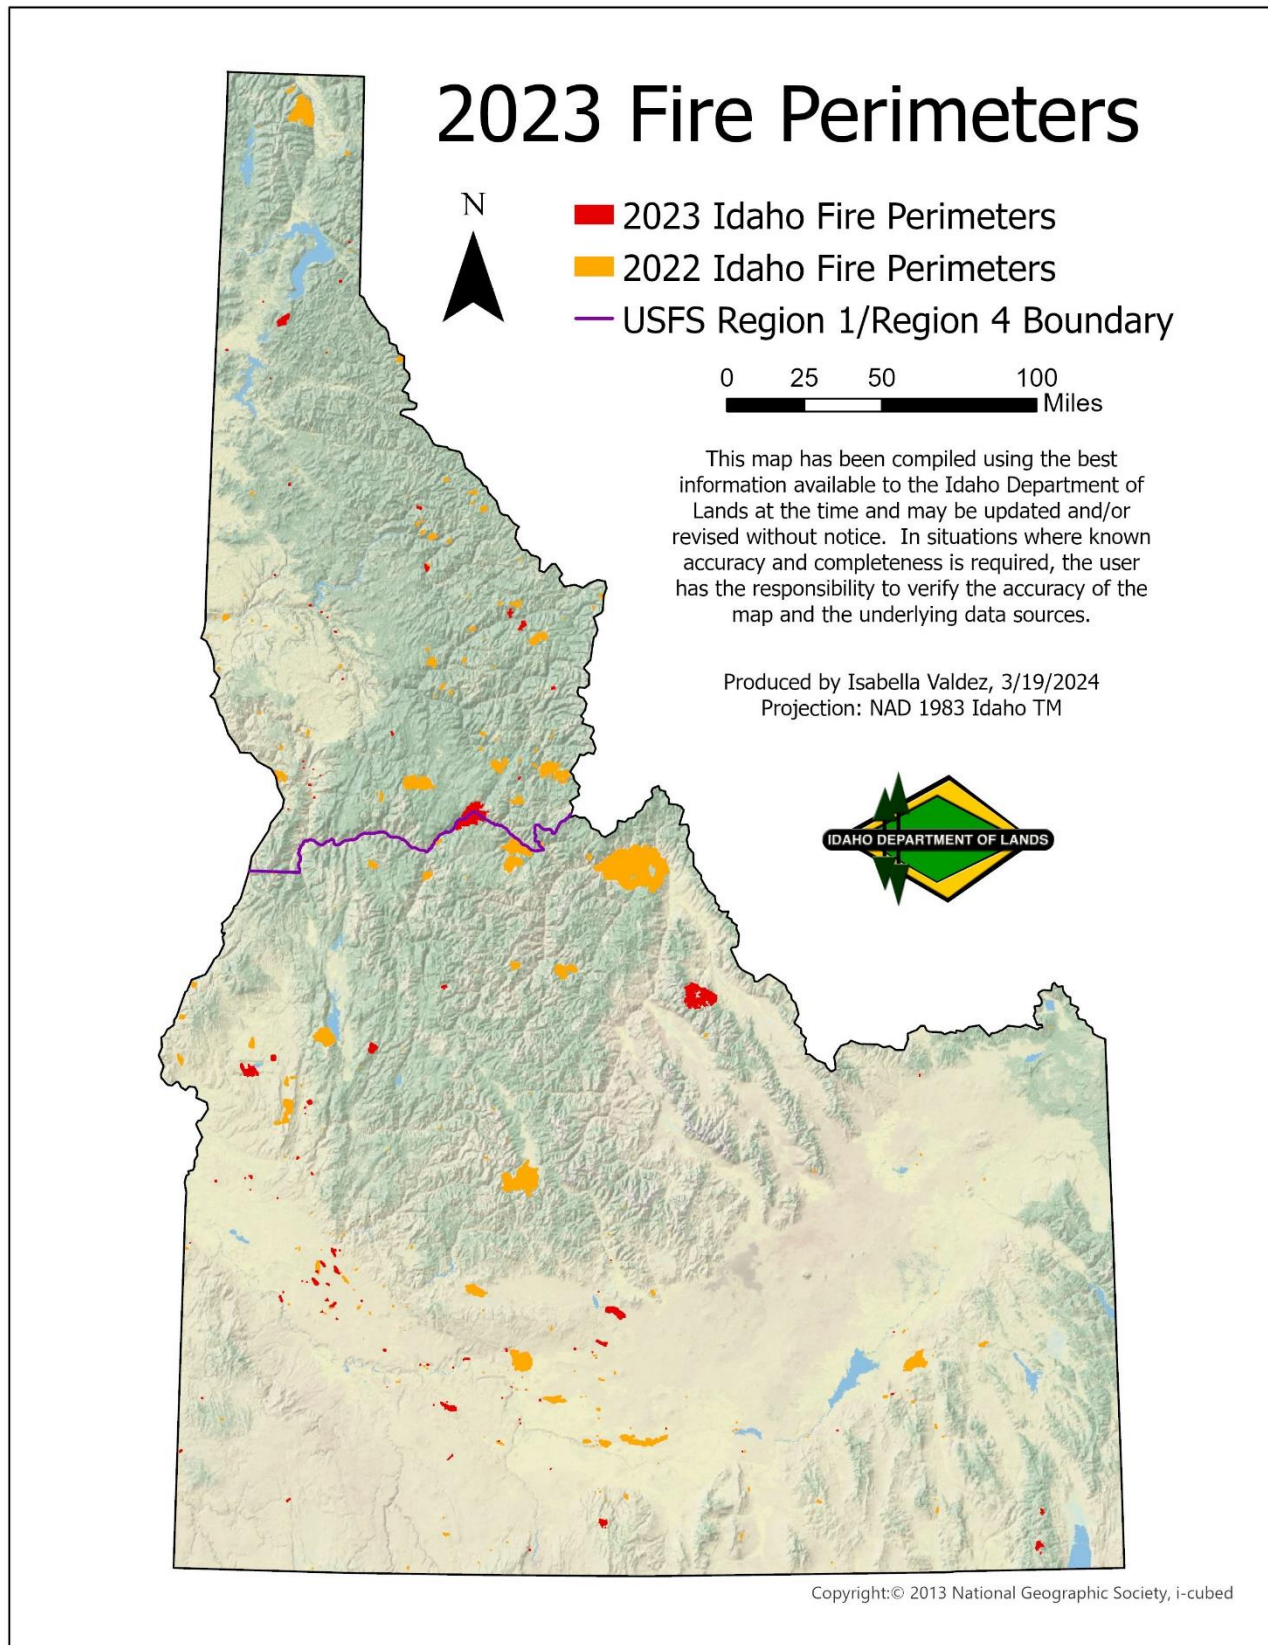 2023 Fire Perimeters
N
2023 Idaho Fire Perimeters
2022 Idaho Fire Perimeters
USFS Region 1/Region 4 Boundary
0 25 50 100
Miles
This map has been compiled using the best
information available to the Idaho Department of
Lands at the time and may be updated and/or
revised without notice. In situations where known
accuracy and completeness is required, the user
has the responsibility to verify the accuracy of the
map and the underlying data sources.
Produced by Isabella Valdez, 3/19/2024
Projection: NAD 1983 Idaho TM
IDAHO DEPARTMENT OF LANDS
Copyright:© 2013 National Geographic Society, i-cubed